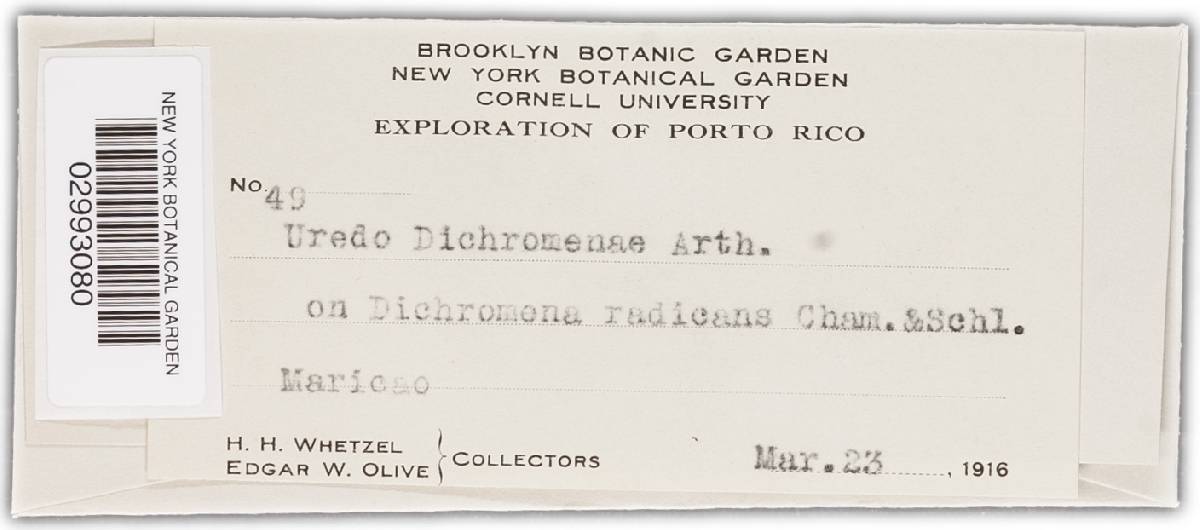 BROOKLYN BOTANIC GARDEN
NEW YORK BOTANICAL GARDEN
CORNELL UNIVERSITY
EXPLORATION OF PORTO RICO
No. 49
Uredo Dichromenae Arth.
on Dichromena radicans Cham.&Schl.
Maricao
H. H. WHETZEL
EDGAR W. OLIVE } COLLECTORS
Mar.23, 1916
NEW YORK BOTANICAL GARDEN
02993080